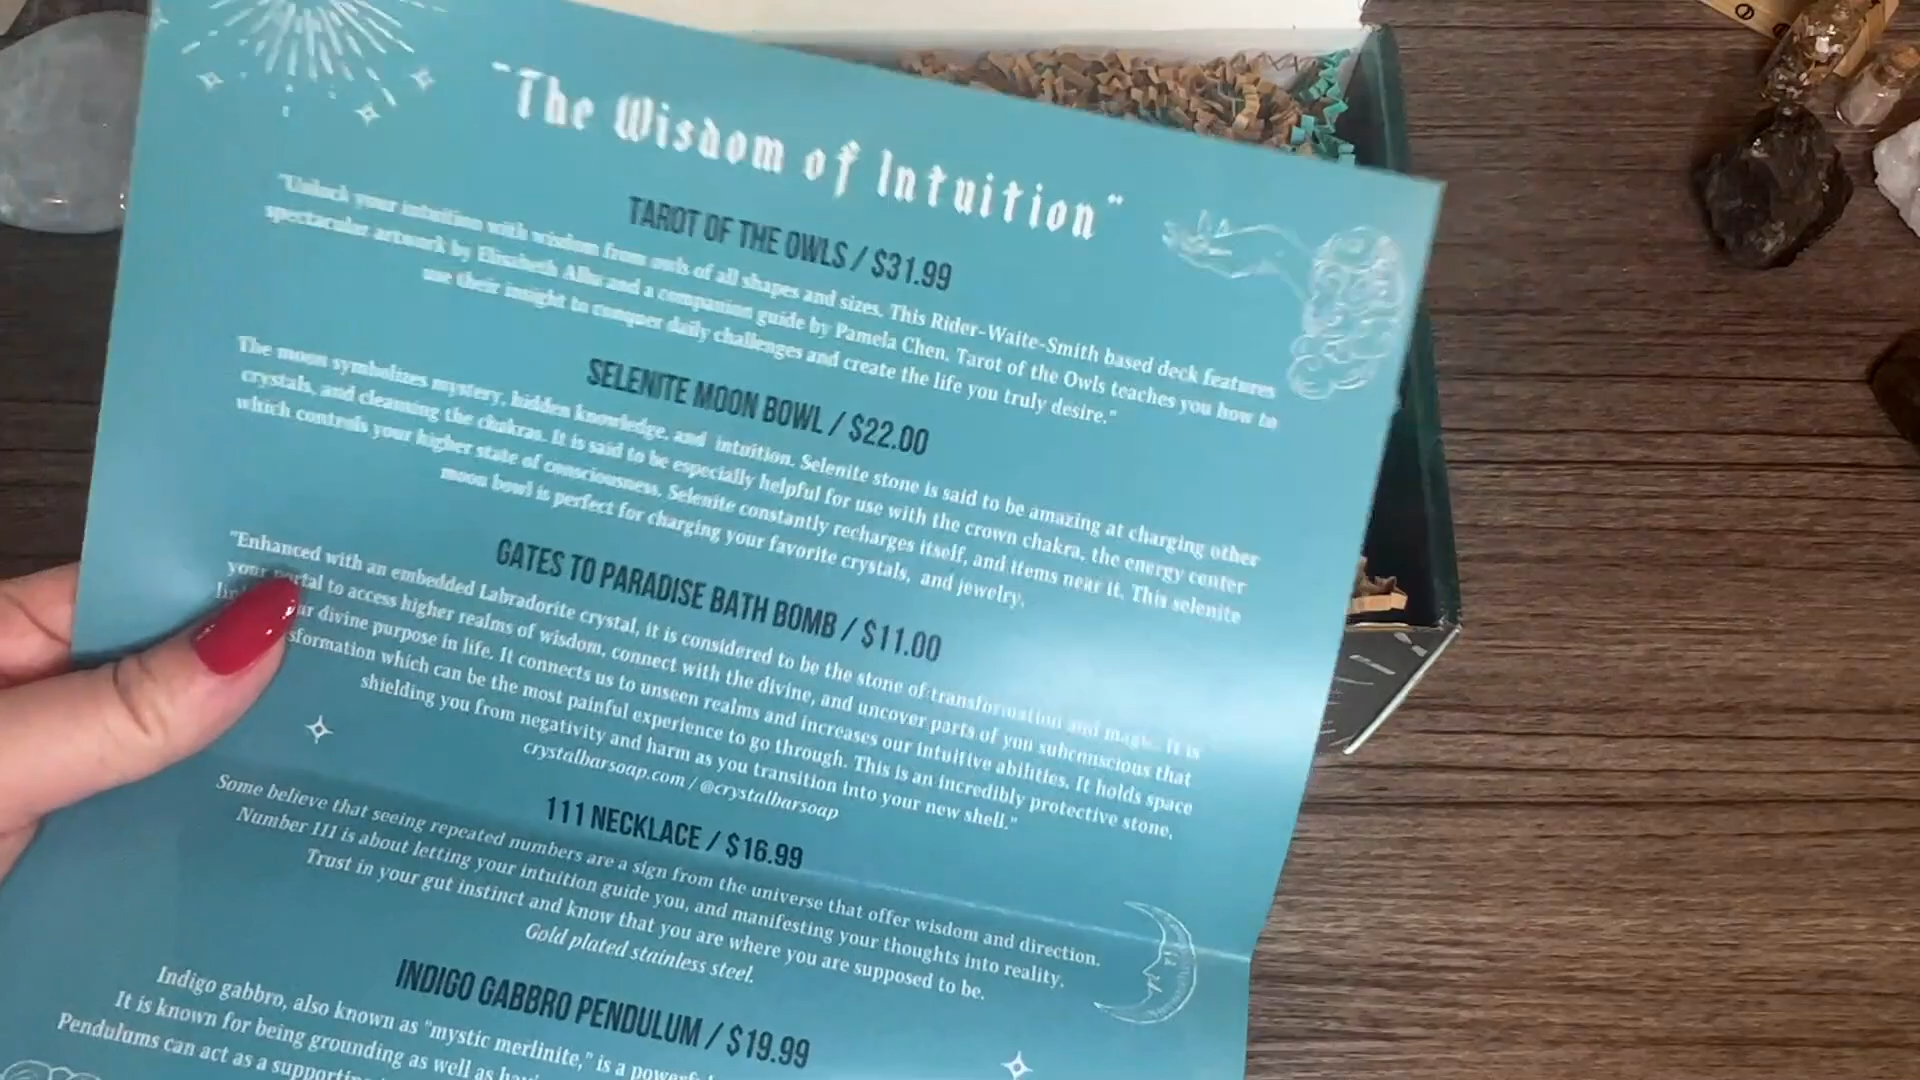 "The Wisdom of Intuition"
TAROT OF THE OWLS / $31.99
"Unlock your intuition with wisdom from owls of all shapes and sizes. This Rider-Waite-Smith based deck features
spectacular artwork by Elisabeth Alba and a companion guide by Pamela Chen. Tarot of the Owls teaches you how to
use their insight to conquer daily challenges and create the life you truly desire."
SELENITE MOON BOWL / $22.00
The moon symbolizes mystery, hidden knowledge, and intuition. Selenite stone is said to be amazing at charging other
crystals, and cleansing the chakras. It is said to be especially helpful for use with the crown chakra, the energy center
which controls your higher state of consciousness. Selenite constantly recharges itself, and items near it. This selenite
moon bowl is perfect for charging your favorite crystals, and jewelry.
GATES TO PARADISE BATH BOMB / $11.00
"Enhanced with an embedded Labradorite crystal, it is considered to be the stone of transformation and magic. It is
your portal to access higher realms of wisdom, connect with the divine, and uncover parts of you subconscious that
divine purpose in life. It connects us to unseen realms and increases our intuitive abilities. It holds space
sformation which can be the most painful experience to go through. This is an incredibly protective stone,
shielding you from negativity and harm as you transition into your new shell."
crystalbarsoap.com / @crystalbarsoap
111 NECKLACE / $16.99
Some believe that seeing repeated numbers are a sign from the universe that offer wisdom and direction.
Number 111 is about letting your intuition guide you, and manifesting your thoughts into reality.
Trust in your gut instinct and know that you are where you are supposed to be.
Gold plated stainless steel.
INDIGO GABBRO PENDULUM / $19.99
Indigo gabbro, also known as "mystic merlinite," is a
It is known for being grounding as well as
Pendulums can act as a